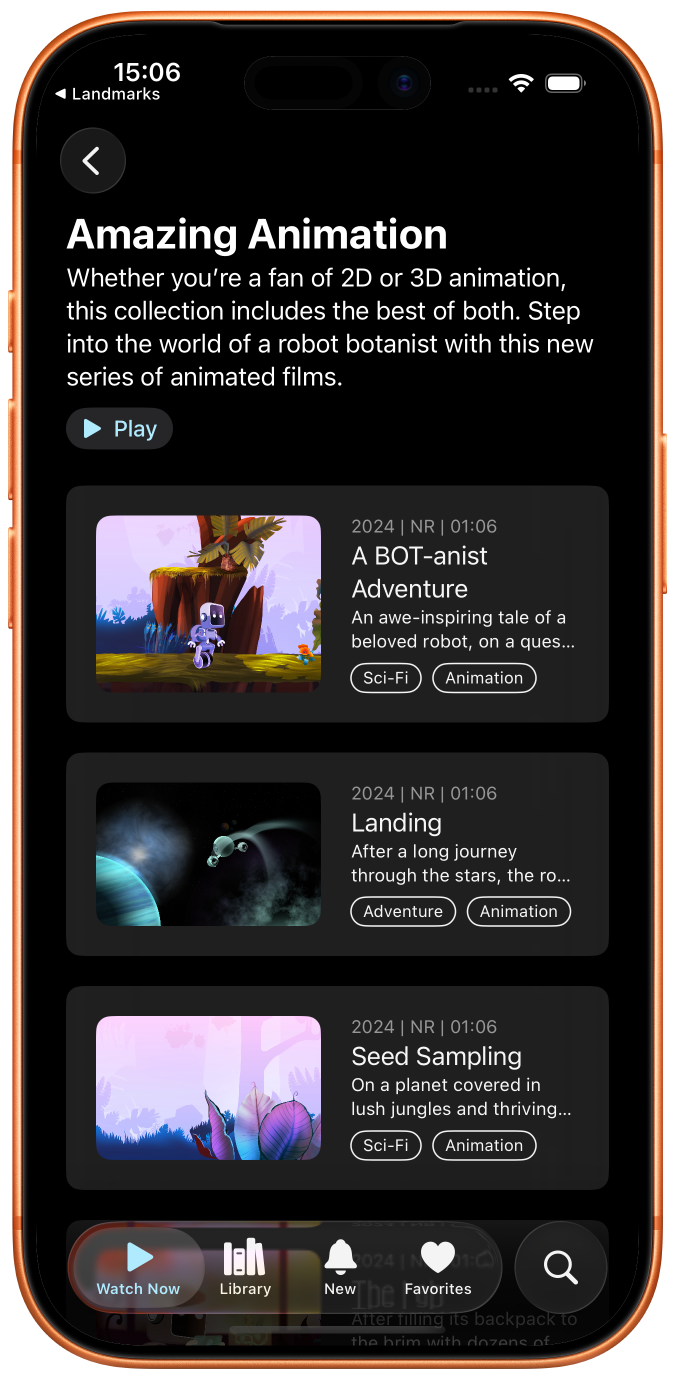 15:06
◀ Landmarks
Amazing Animation
Whether you’re a fan of 2D or 3D animation,
this collection includes the best of both. Step
into the world of a robot botanist with this new
series of animated films.
Play
2024 | NR | 01:06
A BOT-anist
Adventure
An awe-inspiring tale of a
beloved robot, on a ques...
Sci-Fi Animation
2024 | NR | 01:06
Landing
After a long journey
through the stars, the ro...
Adventure Animation
2024 | NR | 01:06
Seed Sampling
On a planet covered in
lush jungles and thriving...
Sci-Fi Animation
2024 | NR
The
After filling its backpack to
the brim with dozens of
Watch Now Library New Favorites